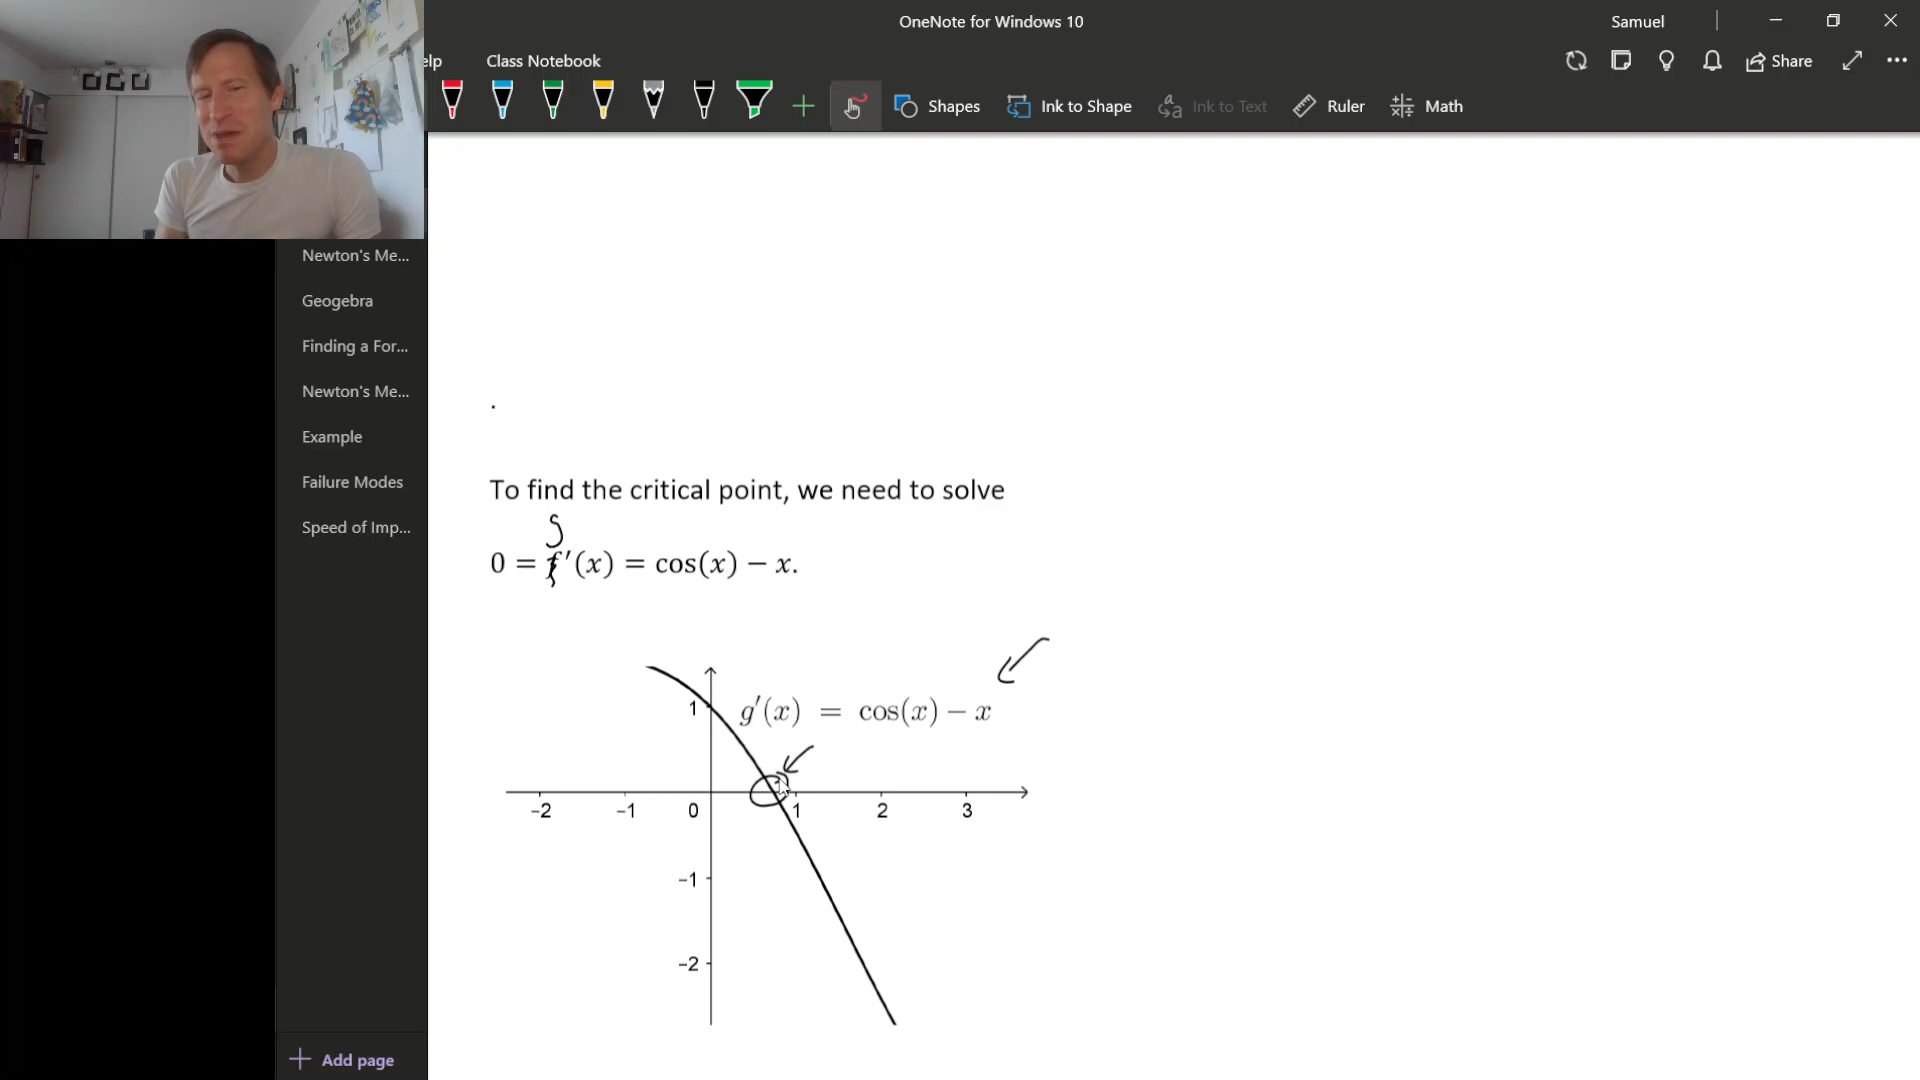 OneNote for Windows 10
Samuel
elp
Class Notebook
Share
Shapes
Ink to Shape
Ink to Text
Ruler
Math
Newton's Me...
Geogebra
Finding a For...
Newton's Me...
Example
Failure Modes
Speed of Imp...
Add page
.
To find the critical point, we need to solve
g
0 = f′(x) = cos(x) − x.
g′(x) = cos(x) − x
1
−2 −1 0 1 2 3
−1
−2